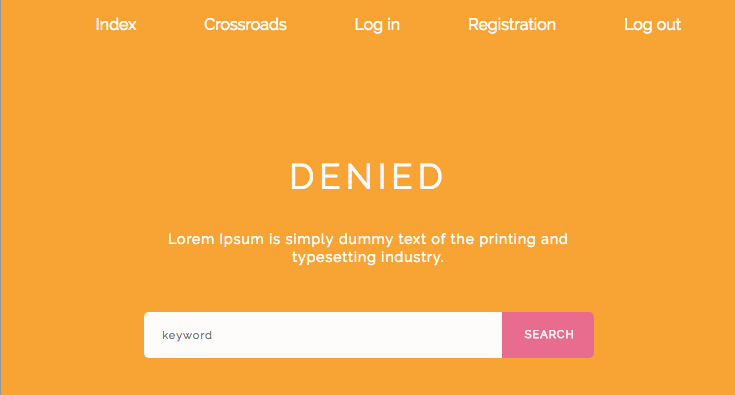 Index Crossroads Log in Registration Log out
DENIED
Lorem Ipsum is simply dummy text of the printing and
typesetting industry.
keyword SEARCH